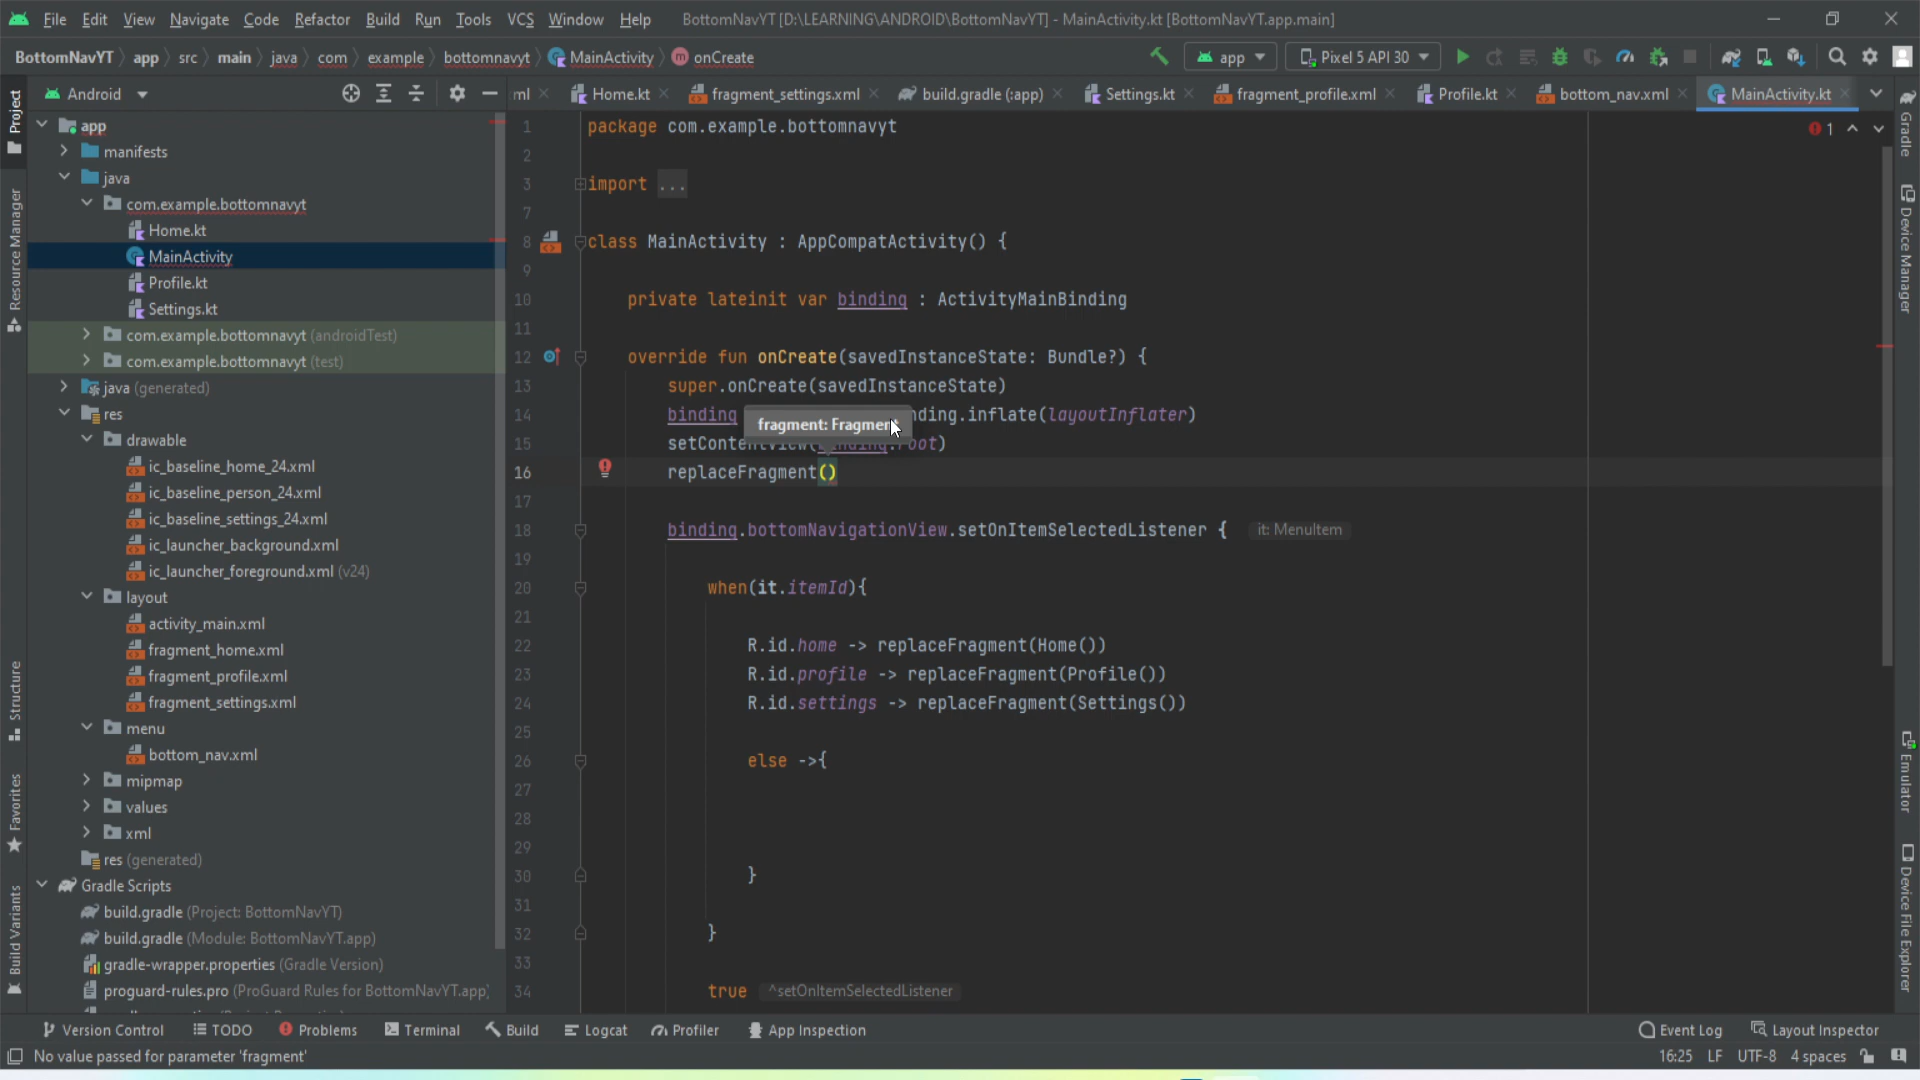 File Edit View Navigate Code Refactor Build Run Tools VCS Window Help BottomNavYT [D:\LEARNING\ANDROID\BottomNavYT] - MainActivity.kt [BottomNavYT.app.main]
BottomNavYT app src main java com example bottomnavyt MainActivity onCreate app Pixel 5 API 30
Project
Resource Manager
Structure
Favorites
Build Variants
Android
app
manifests
java
com.example.bottomnavyt
Home.kt
MainActivity
Profile.kt
Settings.kt
com.example.bottomnavyt (androidTest)
com.example.bottomnavyt (test)
java (generated)
res
drawable
ic_baseline_home_24.xml
ic_baseline_person_24.xml
ic_baseline_settings_24.xml
ic_launcher_background.xml
ic_launcher_foreground.xml (v24)
layout
activity_main.xml
fragment_home.xml
fragment_profile.xml
fragment_settings.xml
menu
bottom_nav.xml
mipmap
values
xml
res (generated)
Gradle Scripts
build.gradle (Project: BottomNavYT)
build.gradle (Module: BottomNavYT.app)
gradle-wrapper.properties (Gradle Version)
proguard-rules.pro (ProGuard Rules for BottomNavYT.app)
ml Home.kt fragment_settings.xml build.gradle (:app) Settings.kt fragment_profile.xml Profile.kt bottom_nav.xml MainActivity.kt
1 package com.example.bottomnavyt 1
2
3 import ...
7
8 class MainActivity : AppCompatActivity() {
9
10 private lateinit var binding : ActivityMainBinding
11
12 override fun onCreate(savedInstanceState: Bundle?) {
13 super.onCreate(savedInstanceState)
14 binding nding.inflate(layoutInflater)
fragment: Fragment
15 setContentView(binding.root)
16 replaceFragment()
17
18 binding.bottomNavigationView.setOnItemSelectedListener { it: MenuItem
19
20 when(it.itemId){
21
22 R.id.home -> replaceFragment(Home())
23 R.id.profile -> replaceFragment(Profile())
24 R.id.settings -> replaceFragment(Settings())
25
26 else ->{
27
28
29
30 }
31
32 }
33
34 true ^setOnItemSelectedListener
Gradle
Device Manager
Emulator
Device File Explorer
Version Control TODO Problems Terminal Build Logcat Profiler App Inspection Event Log Layout Inspector
No value passed for parameter 'fragment' 16:25 LF UTF-8 4 spaces